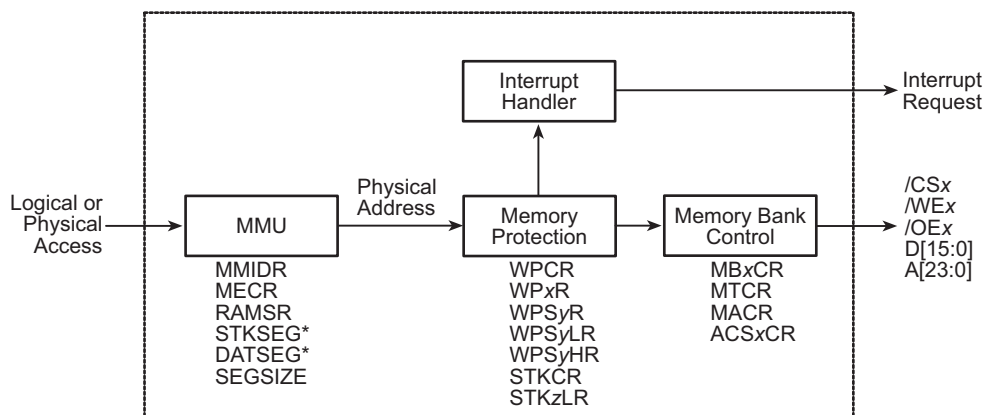 Interrupt
Handler
Interrupt
Request
Logical or
Physical
Access
MMU
Physical
Address
Memory
Protection
Memory Bank
Control
/CSx
/WEx
/OEx
D[15:0]
A[23:0]
MMIDR
MECR
RAMSR
STKSEG*
DATSEG*
SEGSIZE
WPCR
WPxR
WPSyR
WPSyLR
WPSyHR
STKCR
STKzLR
MBxCR
MTCR
MACR
ACSxCR